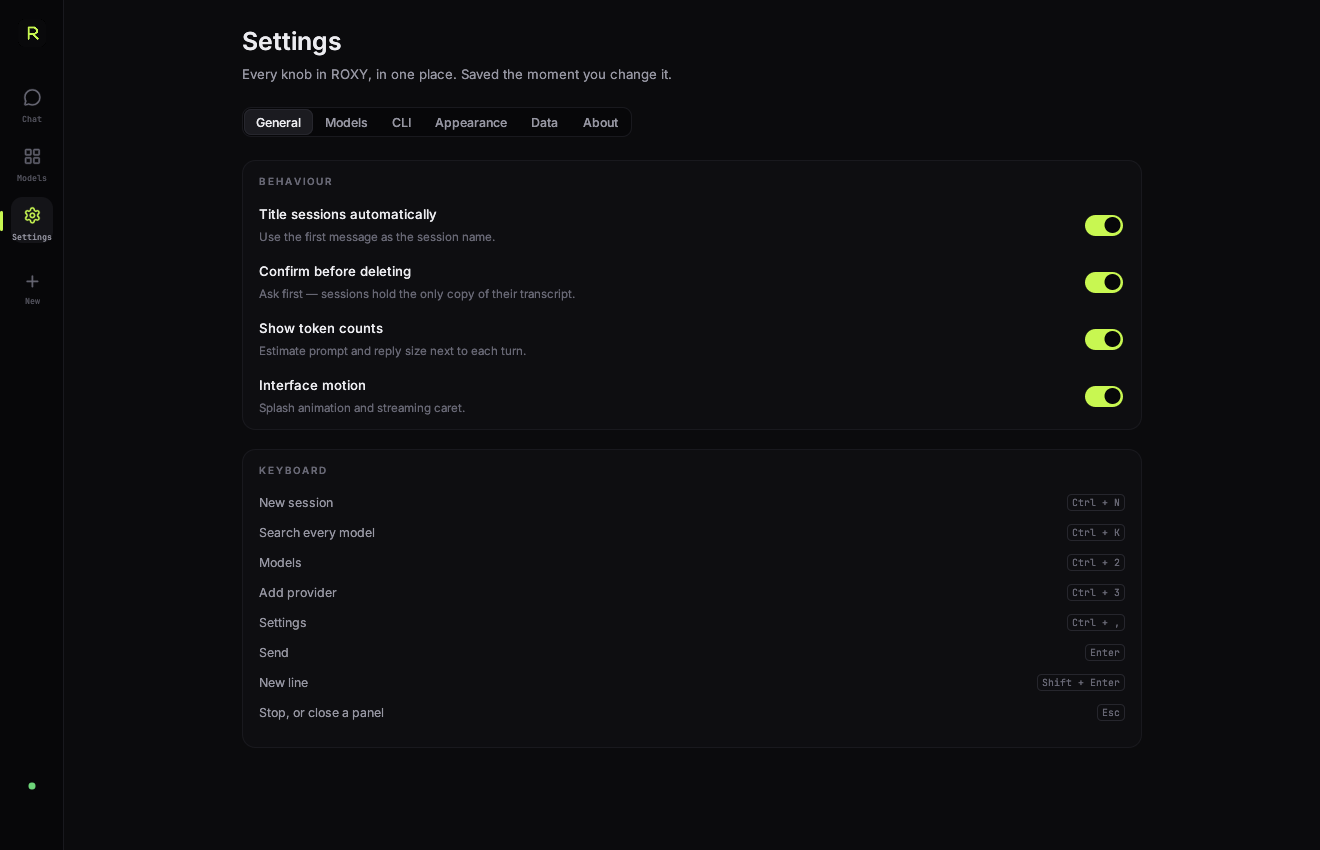 R
Chat
Models
Settings
New
Settings
Every knob in ROXY, in one place. Saved the moment you change it.
General Models CLI Appearance Data About
BEHAVIOUR
Title sessions automatically
Use the first message as the session name.
Confirm before deleting
Ask first — sessions hold the only copy of their transcript.
Show token counts
Estimate prompt and reply size next to each turn.
Interface motion
Splash animation and streaming caret.
KEYBOARD
New session Ctrl + N
Search every model Ctrl + K
Models Ctrl + 2
Add provider Ctrl + 3
Settings Ctrl + ,
Send Enter
New line Shift + Enter
Stop, or close a panel Esc